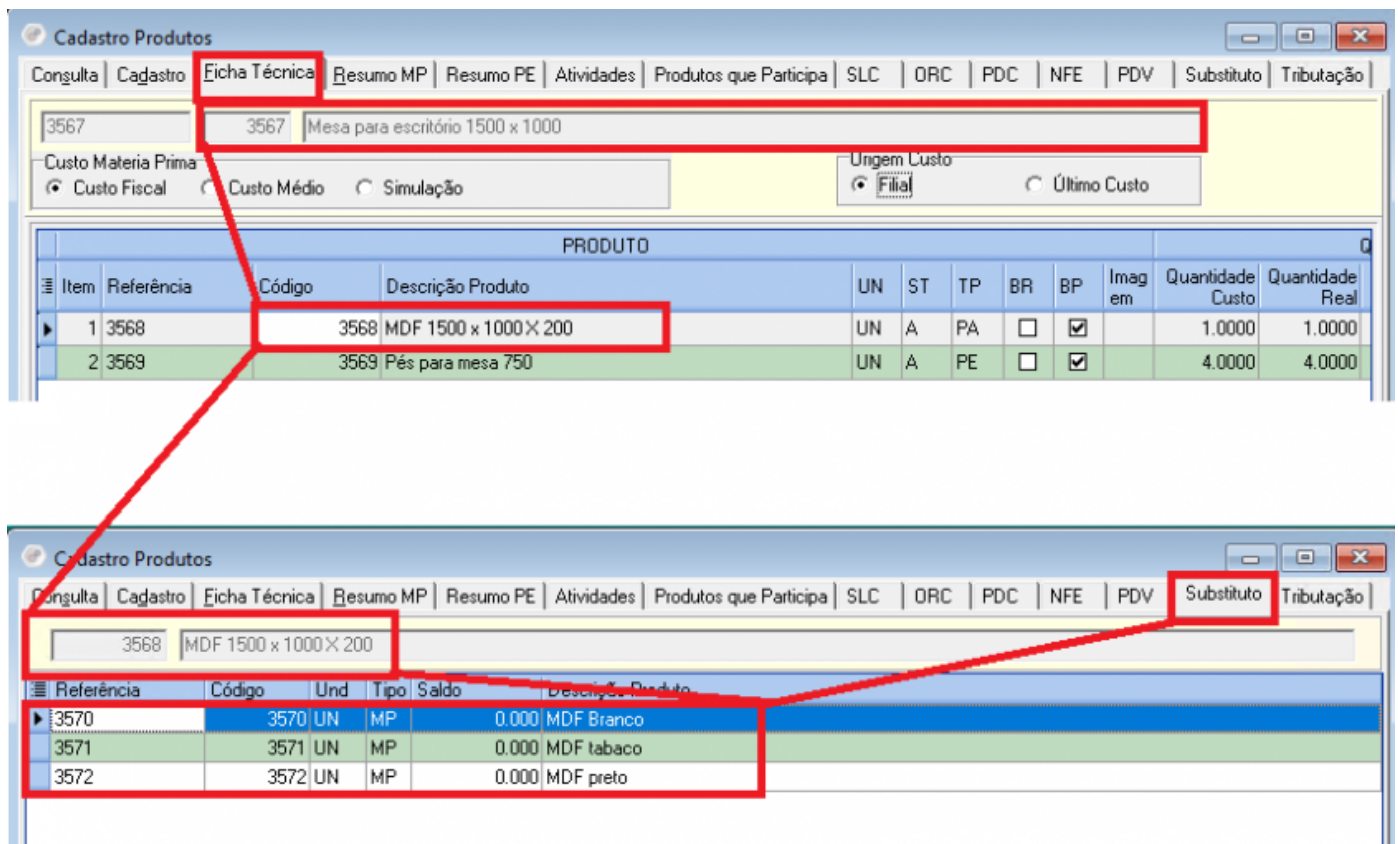 Cadastro Produtos
Consulta Cadastro Ficha Técnica Resumo MP Resumo PE Atividades Produtos que Participa SLC ORC PDC NFE PDV Substituto Tributação
3567 3567 Mesa para escritório 1500 x 1000
Custo Materia Prima Origem Custo
Custo Fiscal Custo Médio Simulação Filial Último Custo
PRODUTO Q
Item Referência Código Descrição Produto UN ST TP BR BP Imag em Quantidade Custo Quantidade Real
1 3568 3568 MDF 1500 x 1000 X 200 UN A PA 1.0000 1.0000
2 3569 3569 Pés para mesa 750 UN A PE 4.0000 4.0000
Cadastro Produtos
Consulta Cadastro Ficha Técnica Resumo MP Resumo PE Atividades Produtos que Participa SLC ORC PDC NFE PDV Substituto Tributação
3568 MDF 1500 x 1000 X 200
Referência Código Und Tipo Saldo Descrição Produto
3570 3570 UN MP 0.000 MDF Branco
3571 3571 UN MP 0.000 MDF tabaco
3572 3572 UN MP 0.000 MDF preto